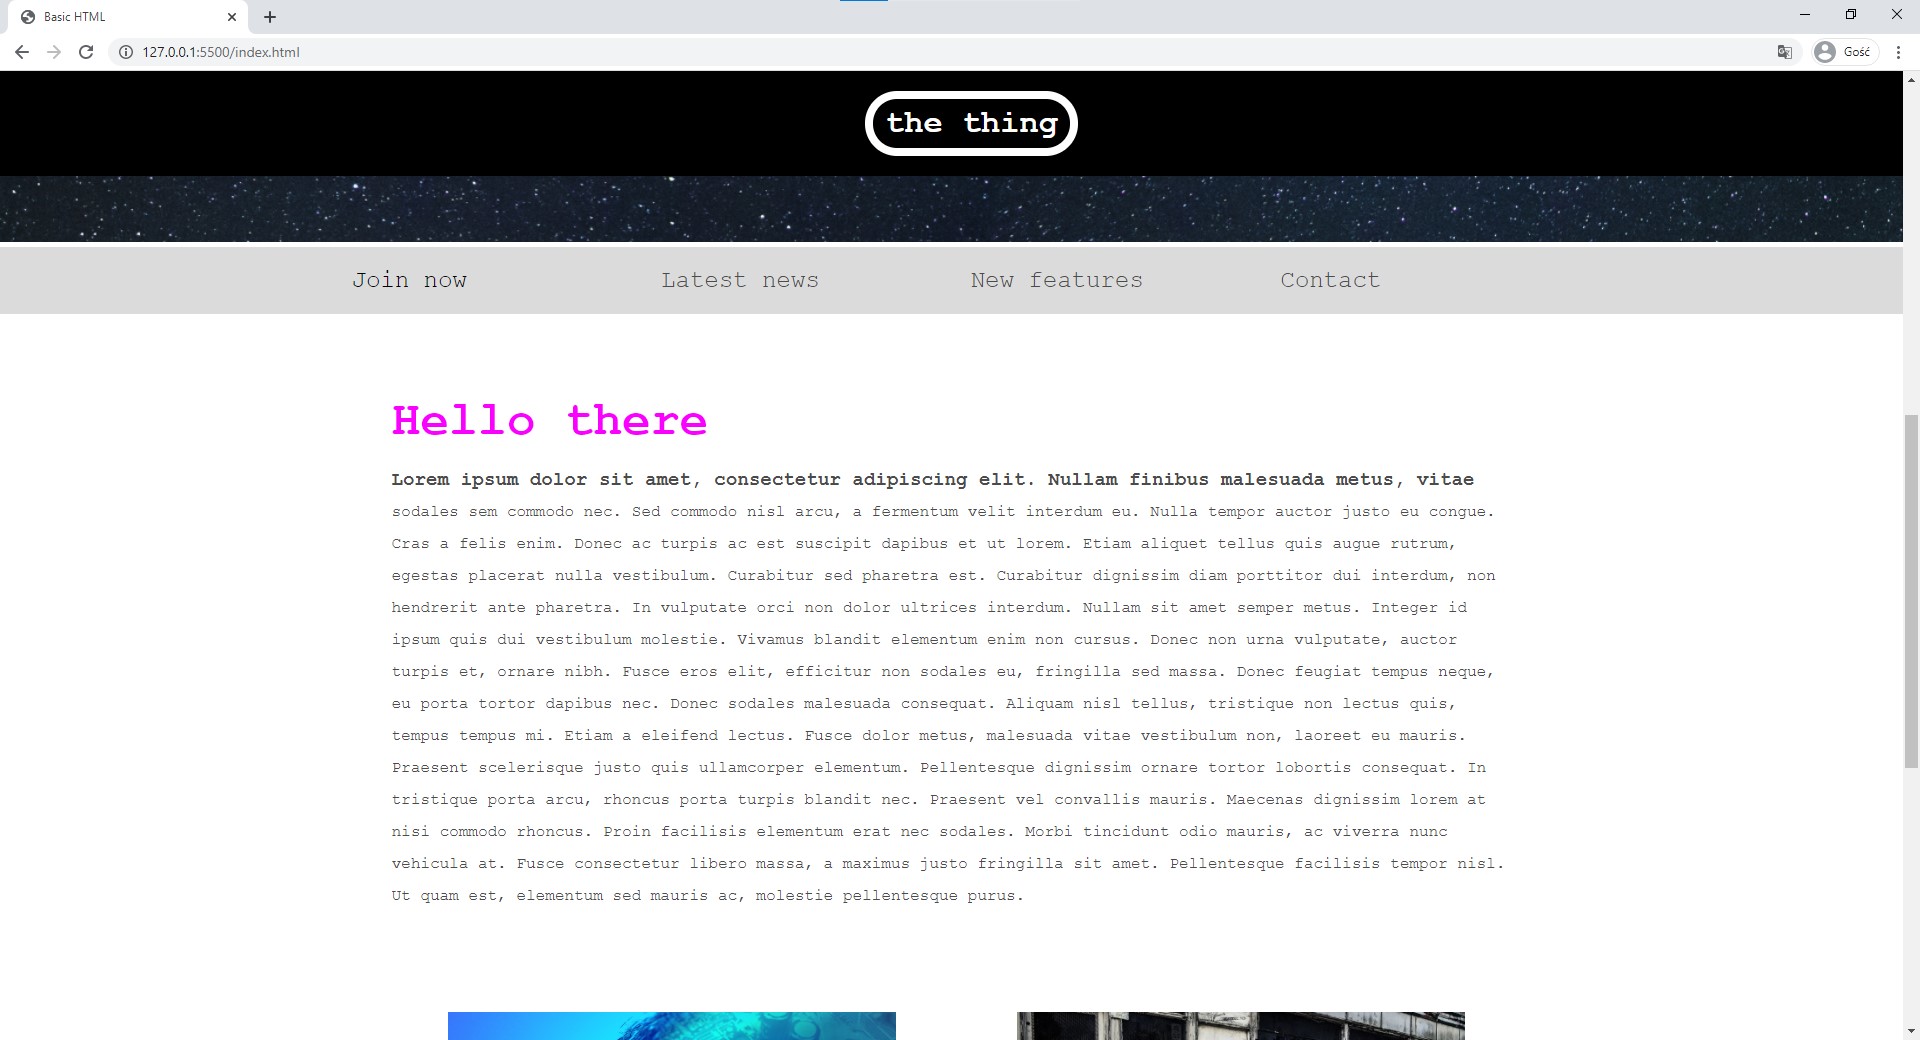 Basic HTML
127.0.0.1:5500/index.html
Gość
the thing
Join now Latest news New features Contact
Hello there
Lorem ipsum dolor sit amet, consectetur adipiscing elit. Nullam finibus malesuada metus, vitae
sodales sem commodo nec. Sed commodo nisl arcu, a fermentum velit interdum eu. Nulla tempor auctor justo eu congue.
Cras a felis enim. Donec ac turpis ac est suscipit dapibus et ut lorem. Etiam aliquet tellus quis augue rutrum,
egestas placerat nulla vestibulum. Curabitur sed pharetra est. Curabitur dignissim diam porttitor dui interdum, non
hendrerit ante pharetra. In vulputate orci non dolor ultrices interdum. Nullam sit amet semper metus. Integer id
ipsum quis dui vestibulum molestie. Vivamus blandit elementum enim non cursus. Donec non urna vulputate, auctor
turpis et, ornare nibh. Fusce eros elit, efficitur non sodales eu, fringilla sed massa. Donec feugiat tempus neque,
eu porta tortor dapibus nec. Donec sodales malesuada consequat. Aliquam nisl tellus, tristique non lectus quis,
tempus tempus mi. Etiam a eleifend lectus. Fusce dolor metus, malesuada vitae vestibulum non, laoreet eu mauris.
Praesent scelerisque justo quis ullamcorper elementum. Pellentesque dignissim ornare tortor lobortis consequat. In
tristique porta arcu, rhoncus porta turpis blandit nec. Praesent vel convallis mauris. Maecenas dignissim lorem at
nisi commodo rhoncus. Proin facilisis elementum erat nec sodales. Morbi tincidunt odio mauris, ac viverra nunc
vehicula at. Fusce consectetur libero massa, a maximus justo fringilla sit amet. Pellentesque facilisis tempor nisl.
Ut quam est, elementum sed mauris ac, molestie pellentesque purus.